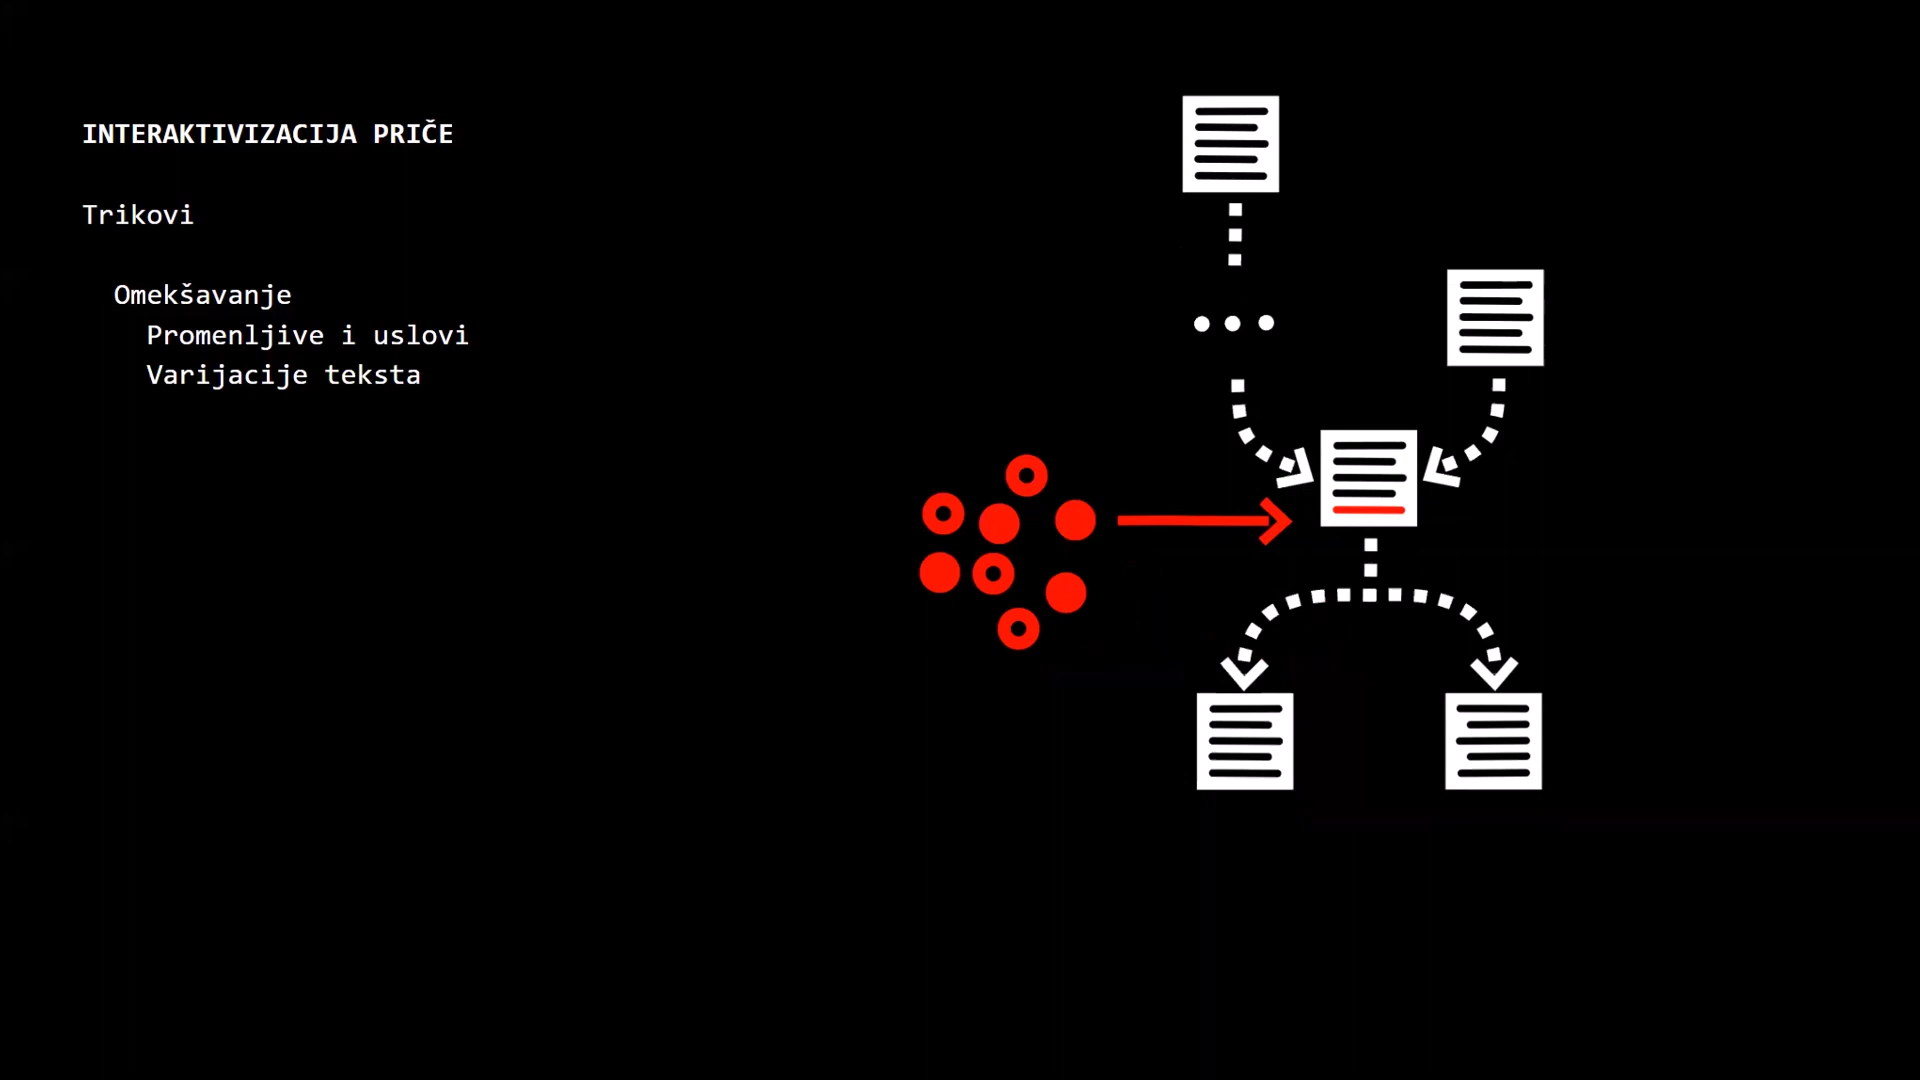 INTERAKTIVIZACIJA PRIČE
Trikovi
Omekšavanje
Promenljive i uslovi
Varijacije teksta